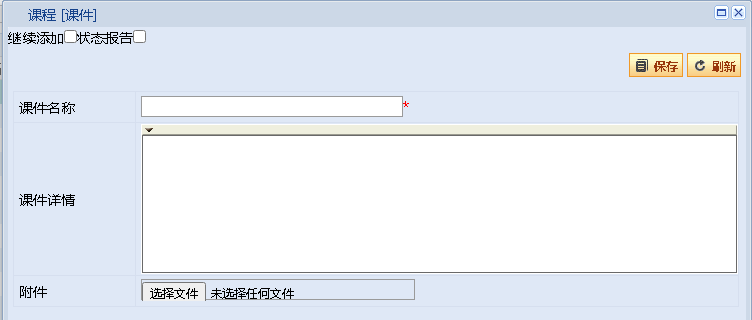 课程 [课件]
继续添加 状态报告
保存 刷新
课件名称 *
课件详情
附件 选择文件 未选择任何文件